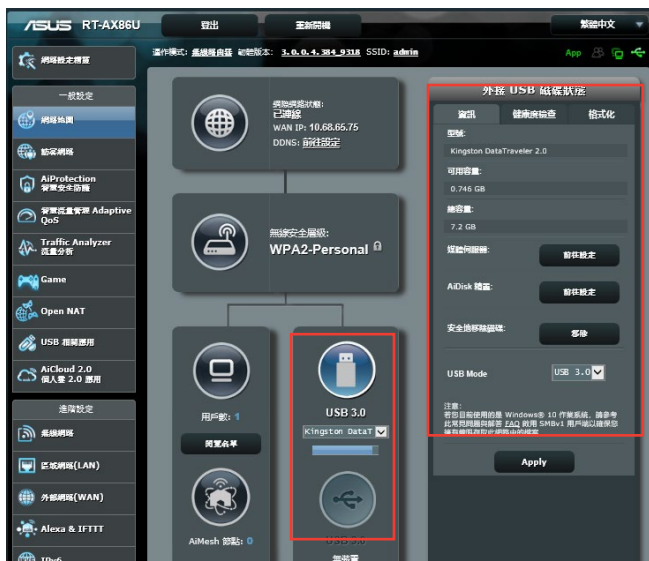 ASUS RT-AX86U
登出
重新開機
繁體中文
操作模式: 無線路由器 韌體版本: 3.0.0.4.384_9318 SSID: admin
App
網路設定精靈
一般設定
網路地圖
訪客網路
AiProtection
智慧安全防護
智慧流量管理 Adaptive
QoS
Traffic Analyzer
流量分析
Game
Open NAT
USB 相關應用
AiCloud 2.0
個人雲 2.0 應用
進階設定
無線網路
區域網路(LAN)
外部網路(WAN)
Alexa & IFTTT
IPv6
網際網路狀態:
已連線
WAN IP: 10.68.65.75
DDNS: 前往設定
無線安全層級:
WPA2-Personal
用戶數: 1
閱覽名單
AiMesh 節點: 0
USB 3.0
Kingston DataT
USB 3.0
無裝置
外接 USB 磁碟狀態
資訊
健康度檢查
格式化
型號:
Kingston DataTraveler 2.0
可用容量:
0.746 GB
總容量:
7.2 GB
媒體伺服器:
前往設定
AiDisk 精靈:
前往設定
安全地移除磁碟:
移除
USB Mode
USB 3.0
注意:
若您目前使用的是 Windows® 10 作業系統, 請參考
此常見問題與解答 FAQ 啟用 SMBv1 用戶端以確保您
Apply